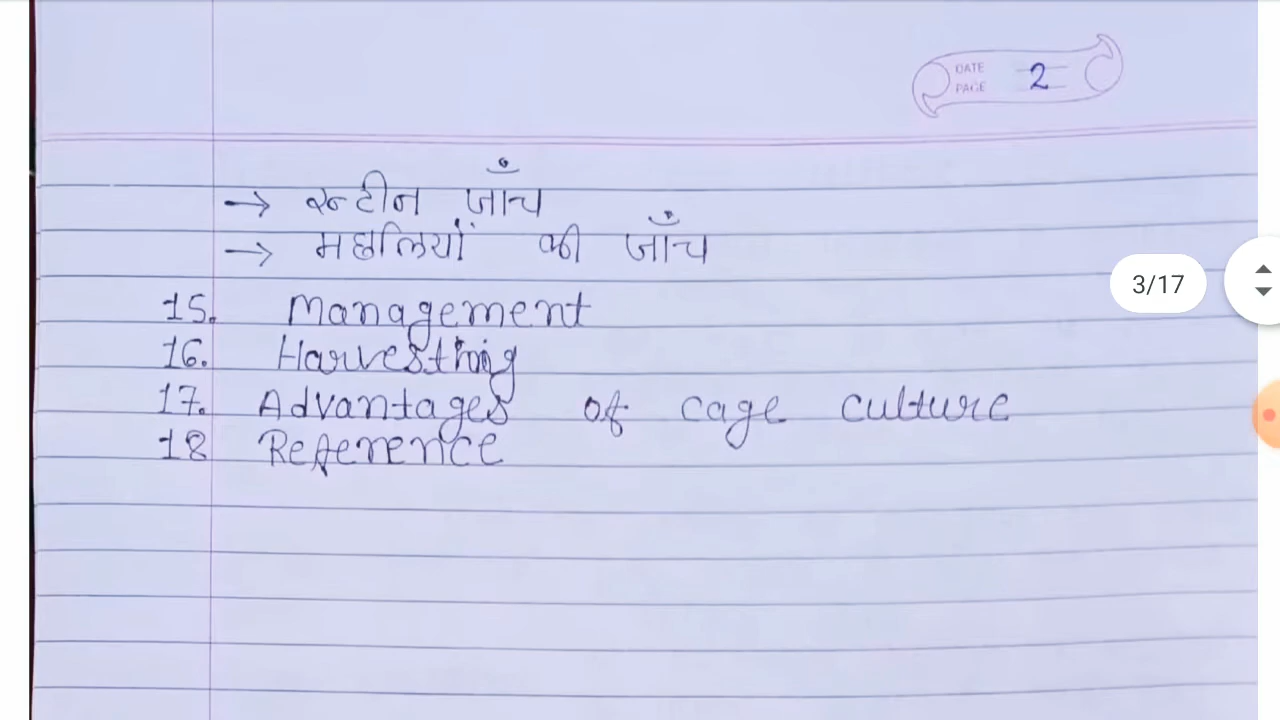 DATE
PAGE 2
→ रुटीन जाँच
→ मछलियों की जाँच
3/17
15. Management
16. Harvesting
17. Advantages of cage culture
18 Reference